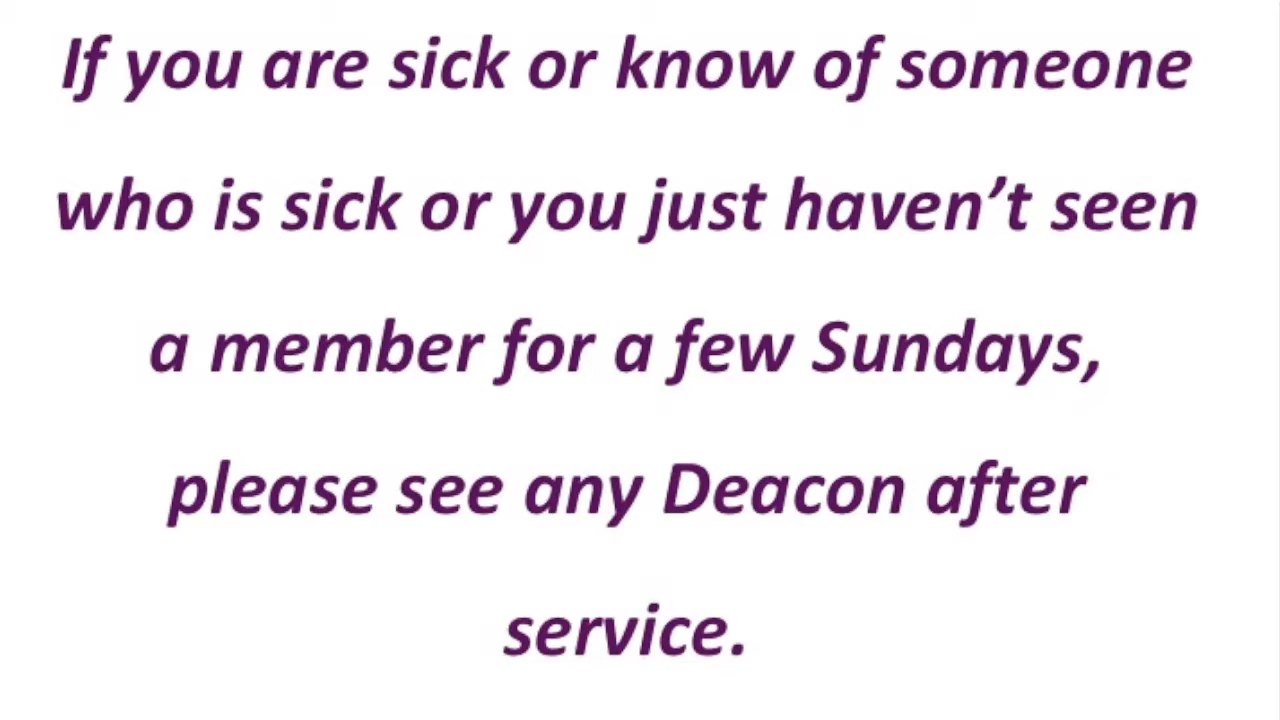 If you are sick or know of someone
who is sick or you just haven’t seen
a member for a few Sundays,
please see any Deacon after
service.